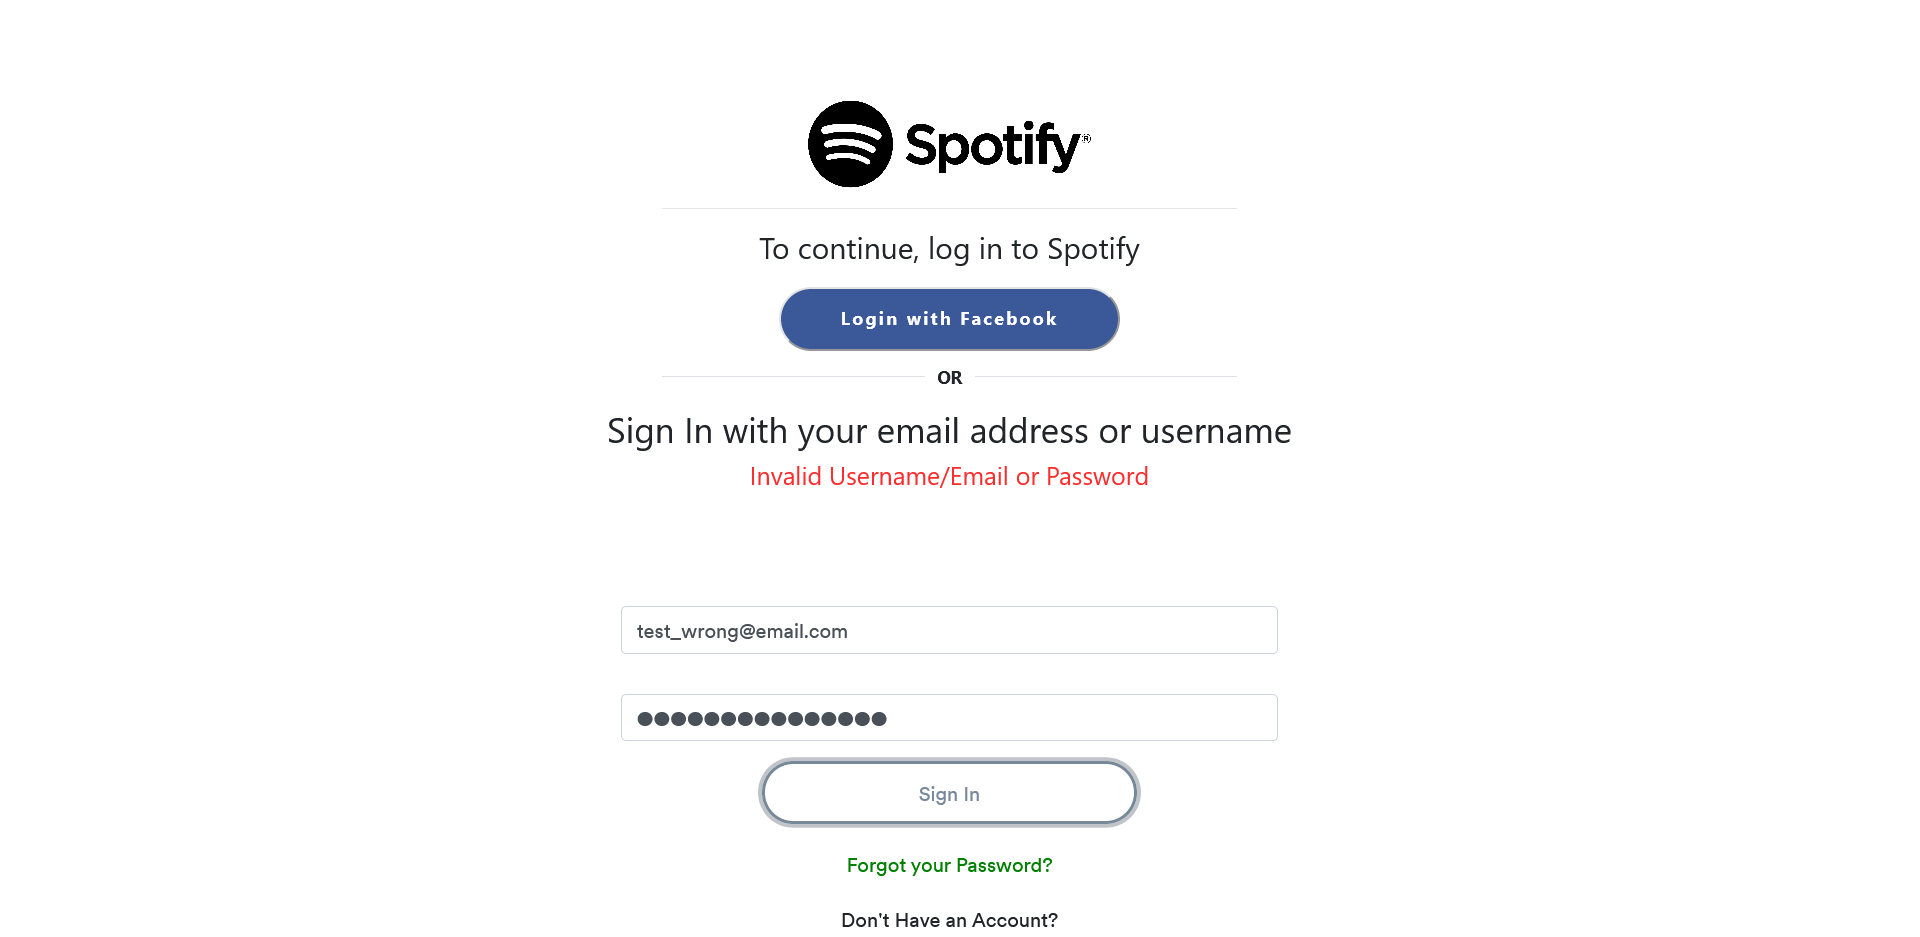 Spotify®
To continue, log in to Spotify
Login with Facebook
OR
Sign In with your email address or username
Invalid Username/Email or Password
test_wrong@email.com
●●●●●●●●●●●●●●●
Sign In
Forgot your Password?
Don't Have an Account?